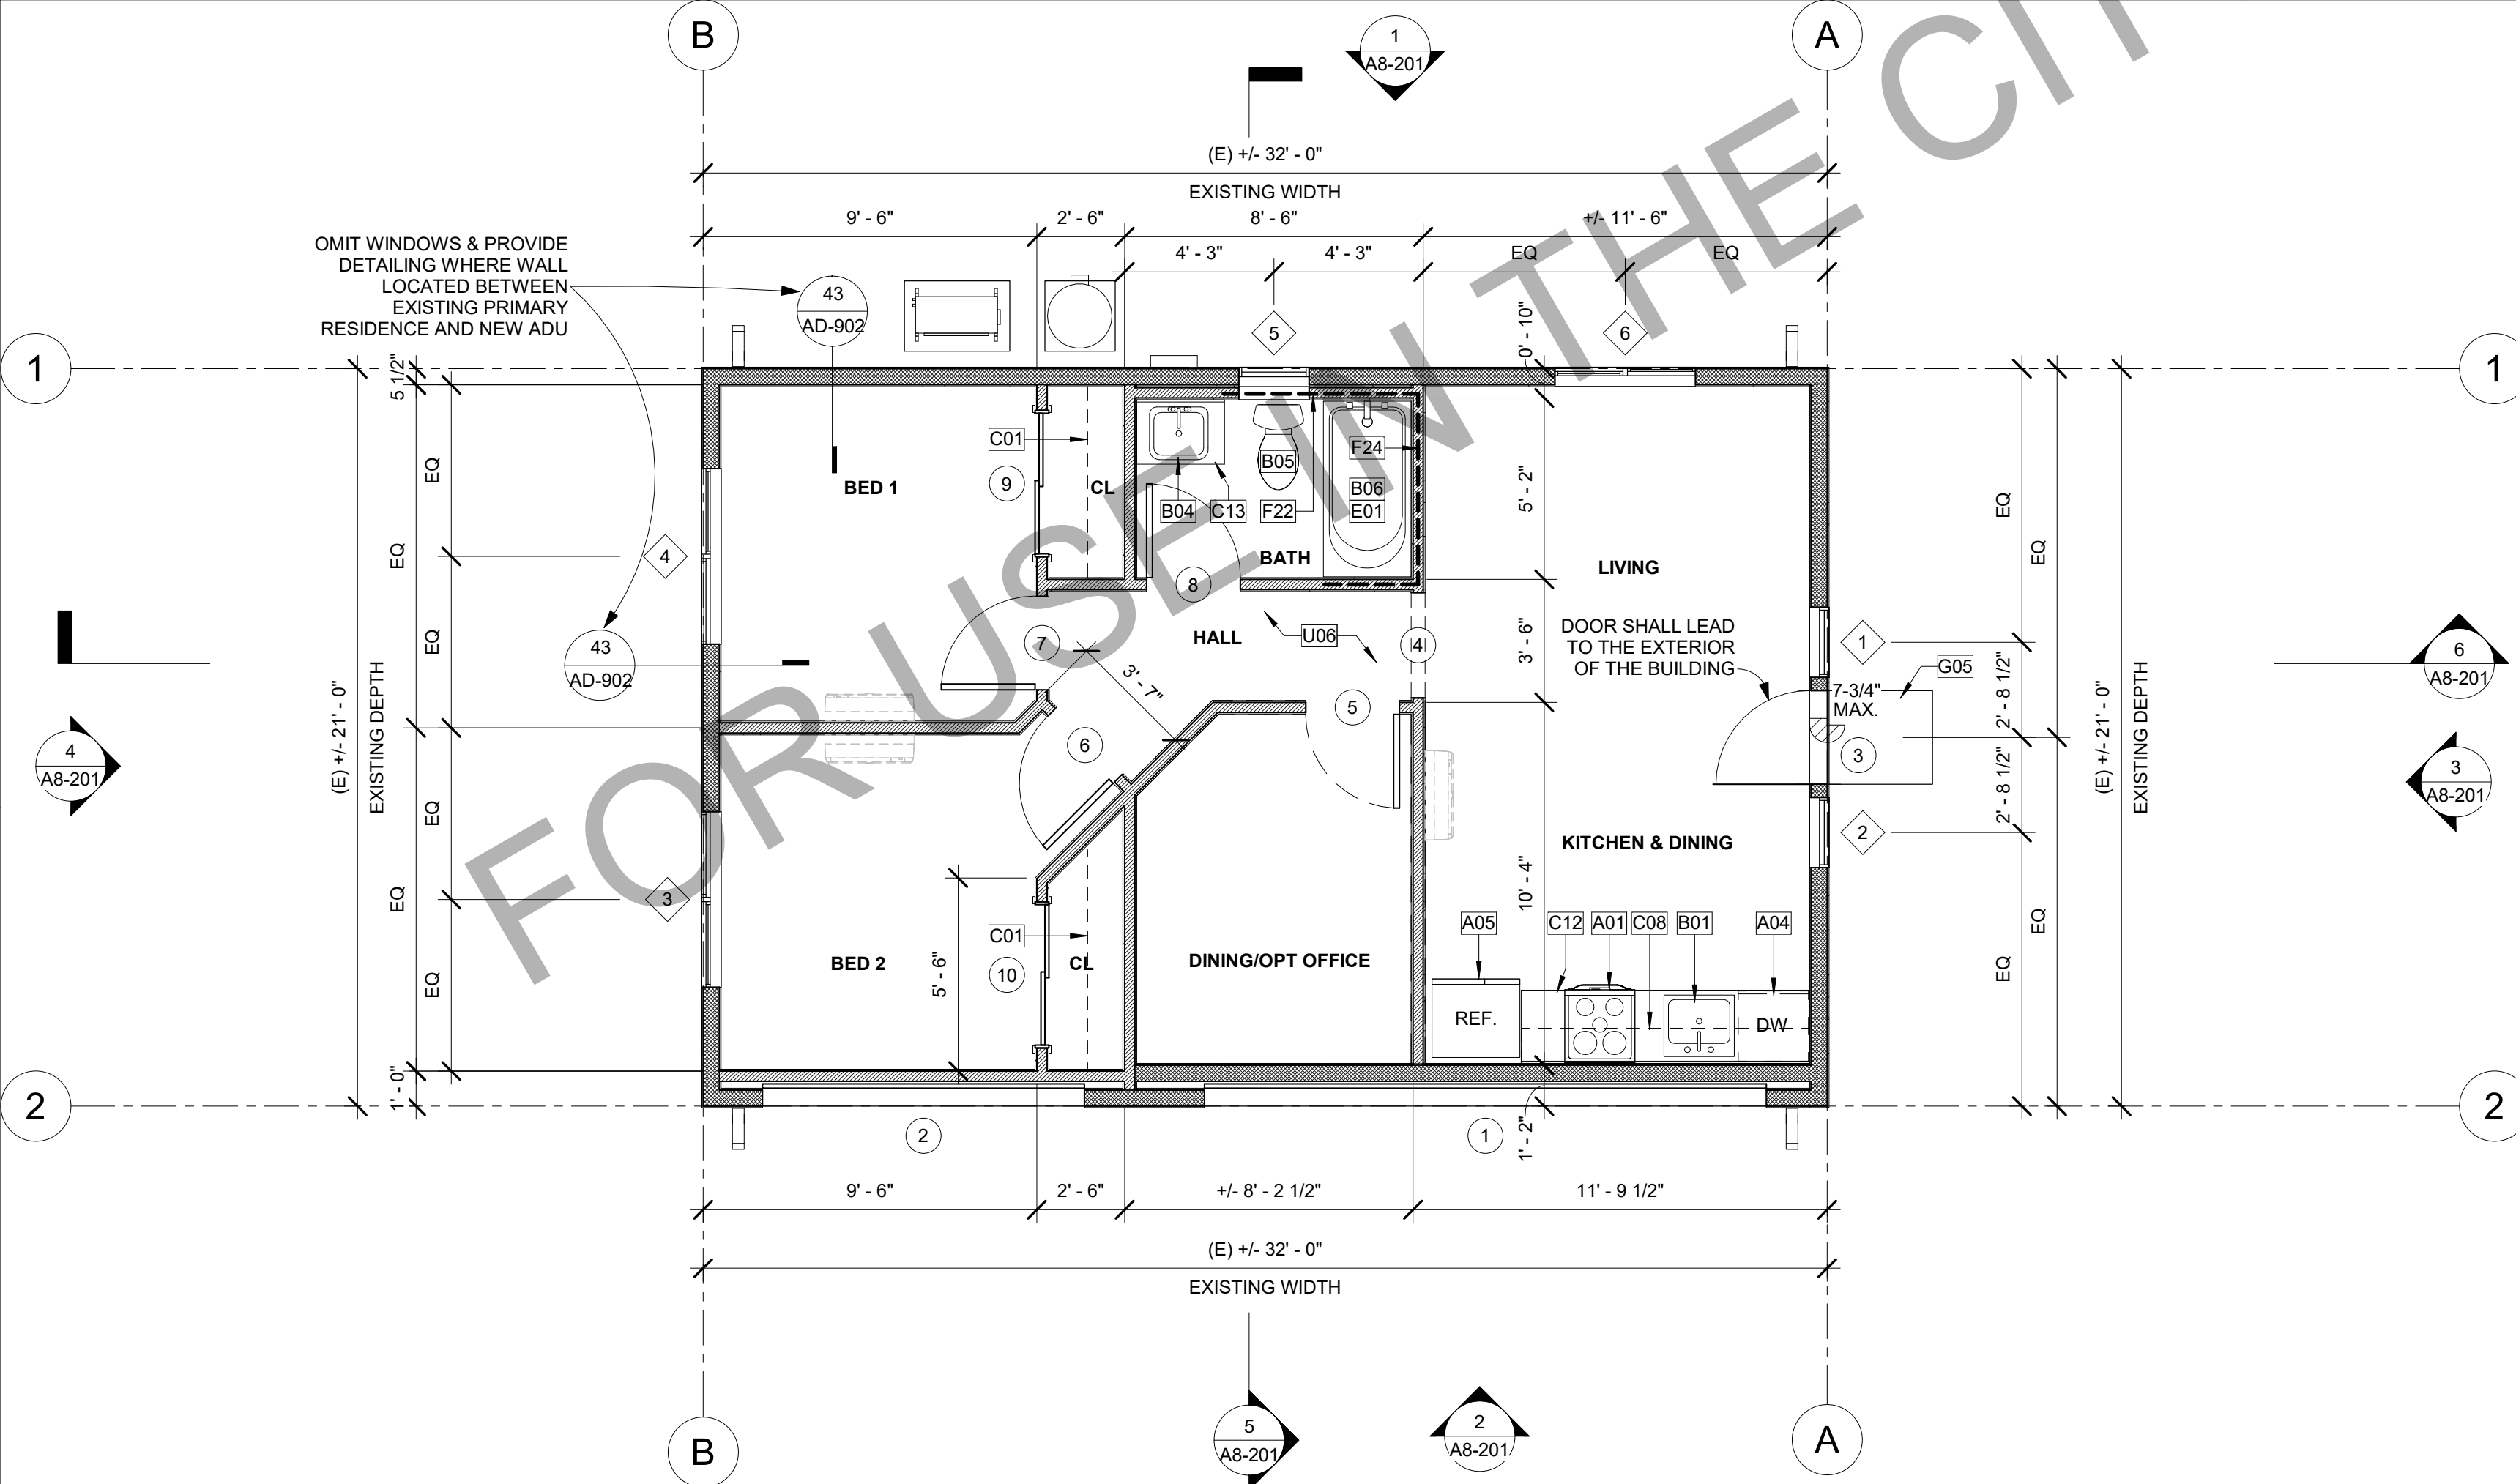 B
A
1
A8-201
(E) +/- 32' - 0"
EXISTING WIDTH
9' - 6"
2' - 6"
8' - 6"
+/- 11' - 6"
4' - 3"
4' - 3"
EQ
EQ
OMIT WINDOWS & PROVIDE
DETAILING WHERE WALL
LOCATED BETWEEN
EXISTING PRIMARY
RESIDENCE AND NEW ADU
43
AD-902
5
6
0' - 10"
1
1
5 1/2"
EQ
EQ
EQ
EQ
EQ
EQ
1' - 0"
(E) +/- 21' - 0"
EXISTING DEPTH
4
3
43
AD-902
4
A8-201
BED 1
C01
9
CL
B04
C13
B05
F22
F24
B06
E01
BATH
8
5' - 2"
LIVING
HALL
U06
7
4
3' - 6"
3' - 7"
DOOR SHALL LEAD
TO THE EXTERIOR
OF THE BUILDING
7-3/4"
MAX.
G05
1
3
2
5
6
KITCHEN & DINING
10' - 4"
A05
C12
A01
C08
B01
A04
REF.
DW
BED 2
5' - 6"
C01
10
CL
DINING/OPT OFFICE
EQ
EQ
2' - 8 1/2"
2' - 8 1/2"
EQ
EQ
(E) +/- 21' - 0"
EXISTING DEPTH
6
A8-201
3
A8-201
2
2
2
1
1' - 2"
9' - 6"
2' - 6"
+/- 8' - 2 1/2"
11' - 9 1/2"
(E) +/- 32' - 0"
EXISTING WIDTH
5
A8-201
2
A8-201
B
A
FOR USE IN THE CIT